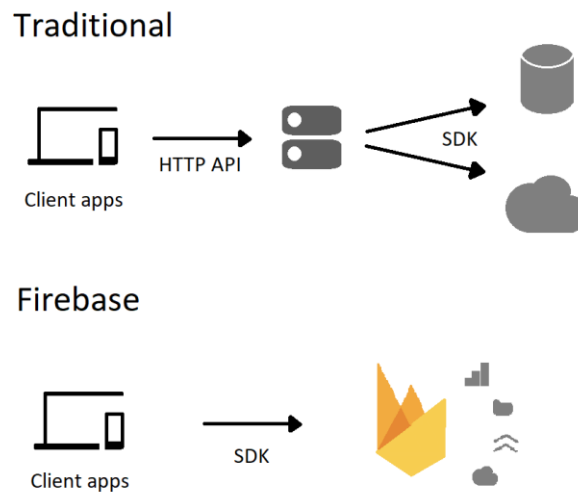 Traditional
HTTP API
SDK
Client apps
Firebase
SDK
Client apps